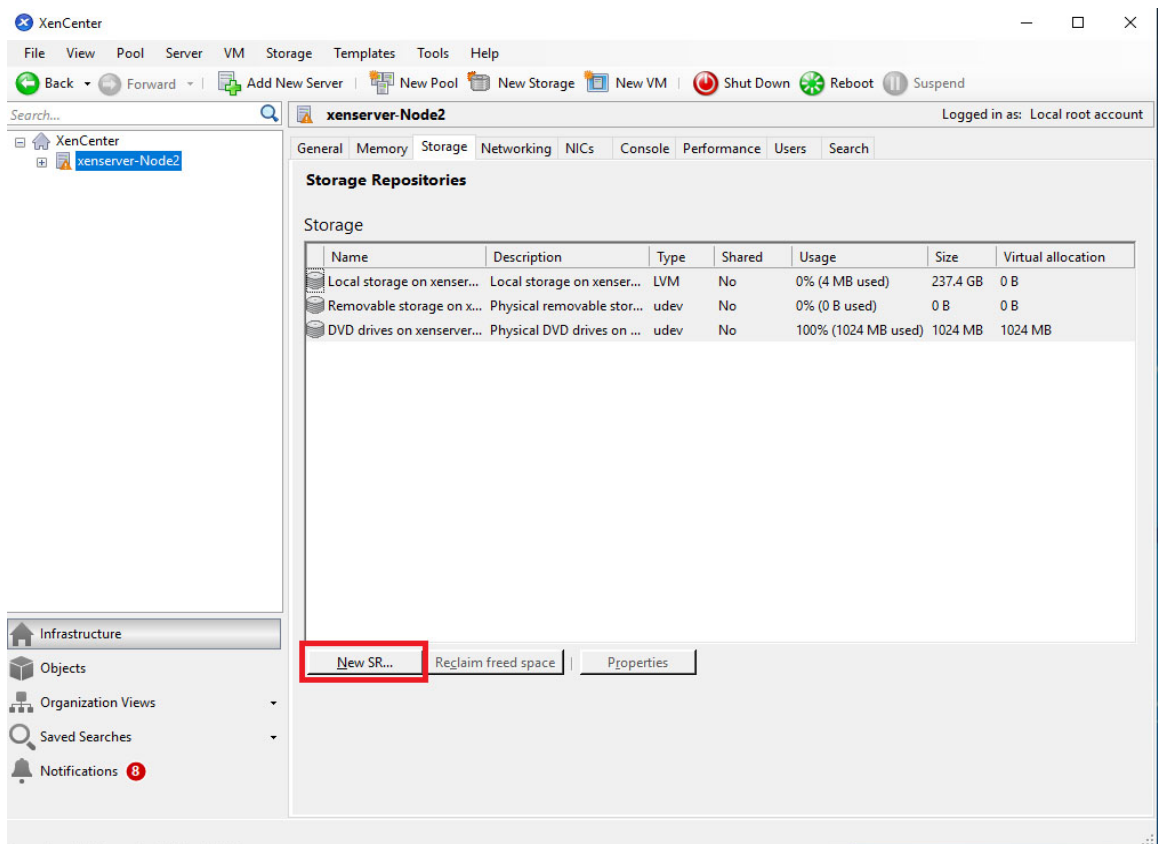 XenCenter
File View Pool Server VM Storage Templates Tools Help
Back Forward Add New Server New Pool New Storage New VM Shut Down Reboot Suspend
Search...
xenserver-Node2 Logged in as: Local root account
XenCenter
xenserver-Node2
General Memory Storage Networking NICs Console Performance Users Search
Storage Repositories
Storage
Name Description Type Shared Usage Size Virtual allocation
Local storage on xenser... Local storage on xenser... LVM No 0% (4 MB used) 237.4 GB 0 B
Removable storage on x... Physical removable stor... udev No 0% (0 B used) 0 B 0 B
DVD drives on xenserver... Physical DVD drives on ... udev No 100% (1024 MB used) 1024 MB 1024 MB
New SR... Reclaim freed space Properties
Infrastructure
Objects
Organization Views
Saved Searches
Notifications 8